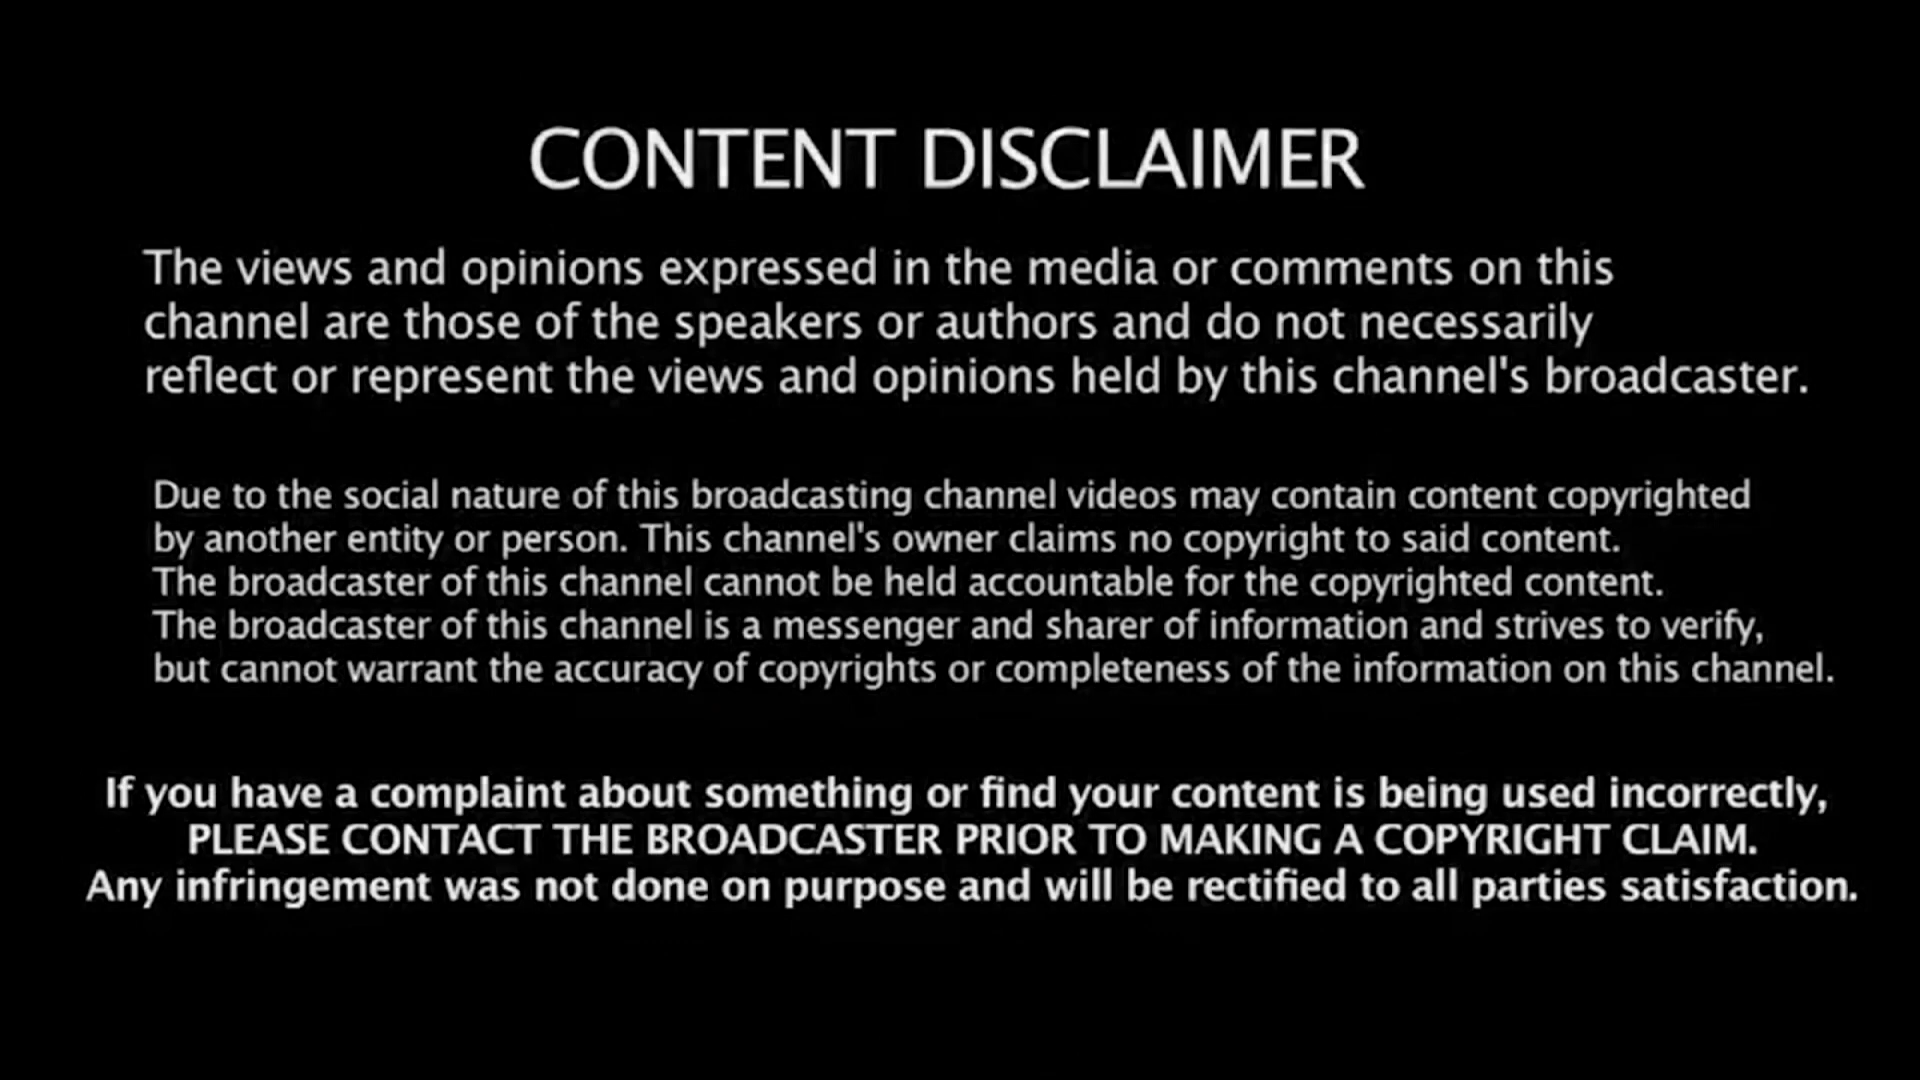 CONTENT DISCLAIMER
The views and opinions expressed in the media or comments on this
channel are those of the speakers or authors and do not necessarily
reflect or represent the views and opinions held by this channel's broadcaster.
Due to the social nature of this broadcasting channel videos may contain content copyrighted
by another entity or person. This channel's owner claims no copyright to said content.
The broadcaster of this channel cannot be held accountable for the copyrighted content.
The broadcaster of this channel is a messenger and sharer of information and strives to verify,
but cannot warrant the accuracy of copyrights or completeness of the information on this channel.
If you have a complaint about something or find your content is being used incorrectly,
PLEASE CONTACT THE BROADCASTER PRIOR TO MAKING A COPYRIGHT CLAIM.
Any infringement was not done on purpose and will be rectified to all parties satisfaction.